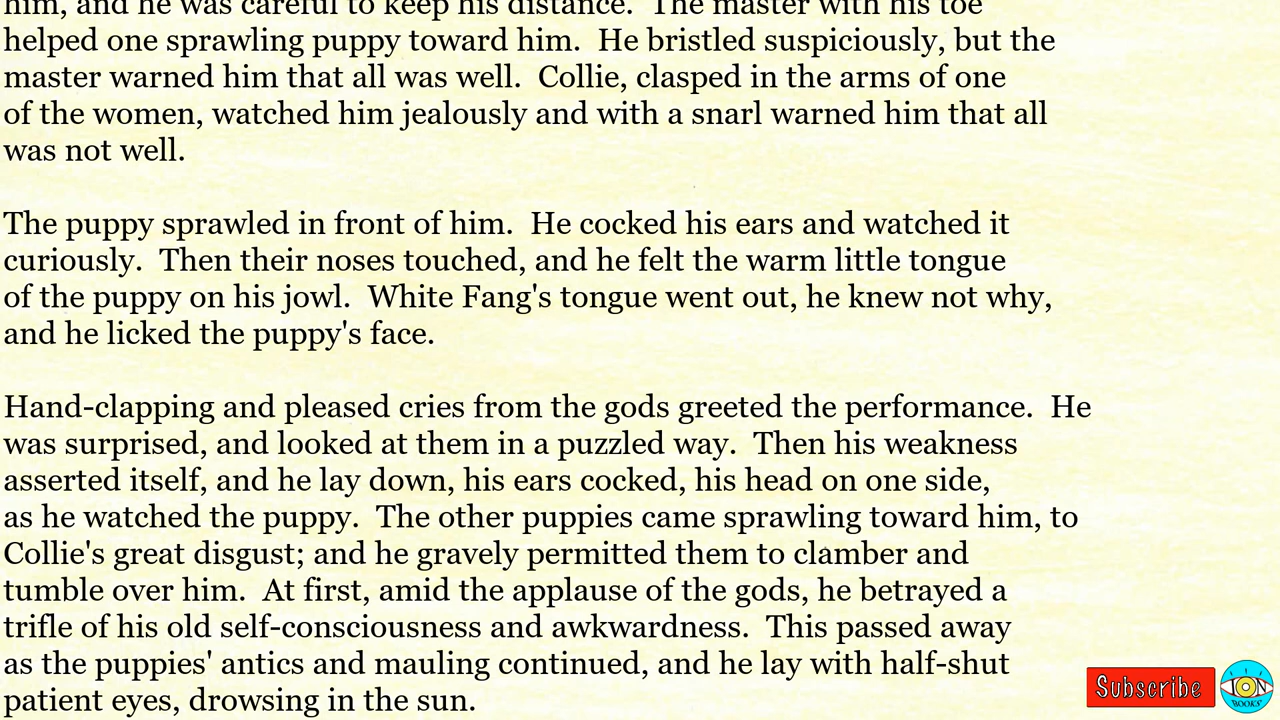 him, and he was careful to keep his distance.  The master with his toe
helped one sprawling puppy toward him.  He bristled suspiciously, but the
master warned him that all was well.  Collie, clasped in the arms of one
of the women, watched him jealously and with a snarl warned him that all
was not well.

The puppy sprawled in front of him.  He cocked his ears and watched it
curiously.  Then their noses touched, and he felt the warm little tongue
of the puppy on his jowl.  White Fang's tongue went out, he knew not why,
and he licked the puppy's face.

Hand-clapping and pleased cries from the gods greeted the performance.  He
was surprised, and looked at them in a puzzled way.  Then his weakness
asserted itself, and he lay down, his ears cocked, his head on one side,
as he watched the puppy.  The other puppies came sprawling toward him, to
Collie's great disgust; and he gravely permitted them to clamber and
tumble over him.  At first, amid the applause of the gods, he betrayed a
trifle of his old self-consciousness and awkwardness.  This passed away
as the puppies' antics and mauling continued, and he lay with half-shut
patient eyes, drowsing in the sun.
Subscribe
ION
BOOKS